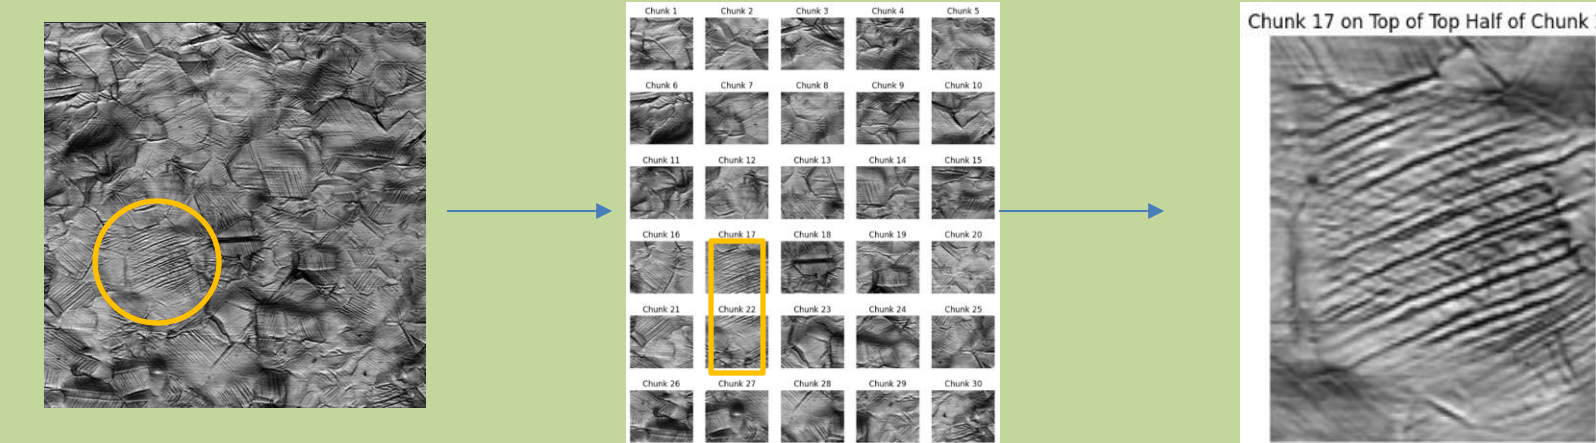 Chunk 1 Chunk 2 Chunk 3 Chunk 4 Chunk 5
Chunk 6 Chunk 7 Chunk 8 Chunk 9 Chunk 10
Chunk 11 Chunk 12 Chunk 13 Chunk 14 Chunk 15
Chunk 16 Chunk 17 Chunk 18 Chunk 19 Chunk 20
Chunk 21 Chunk 22 Chunk 23 Chunk 24 Chunk 25
Chunk 26 Chunk 27 Chunk 28 Chunk 29 Chunk 30
Chunk 17 on Top of Top Half of Chunk